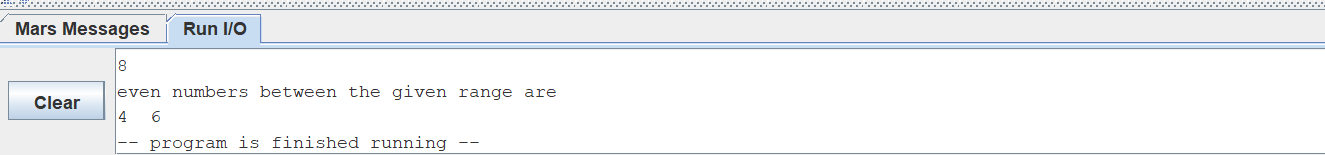 Mars Messages Run I/O
8
even numbers between the given range are
Clear
4 6
-- program is finished running --